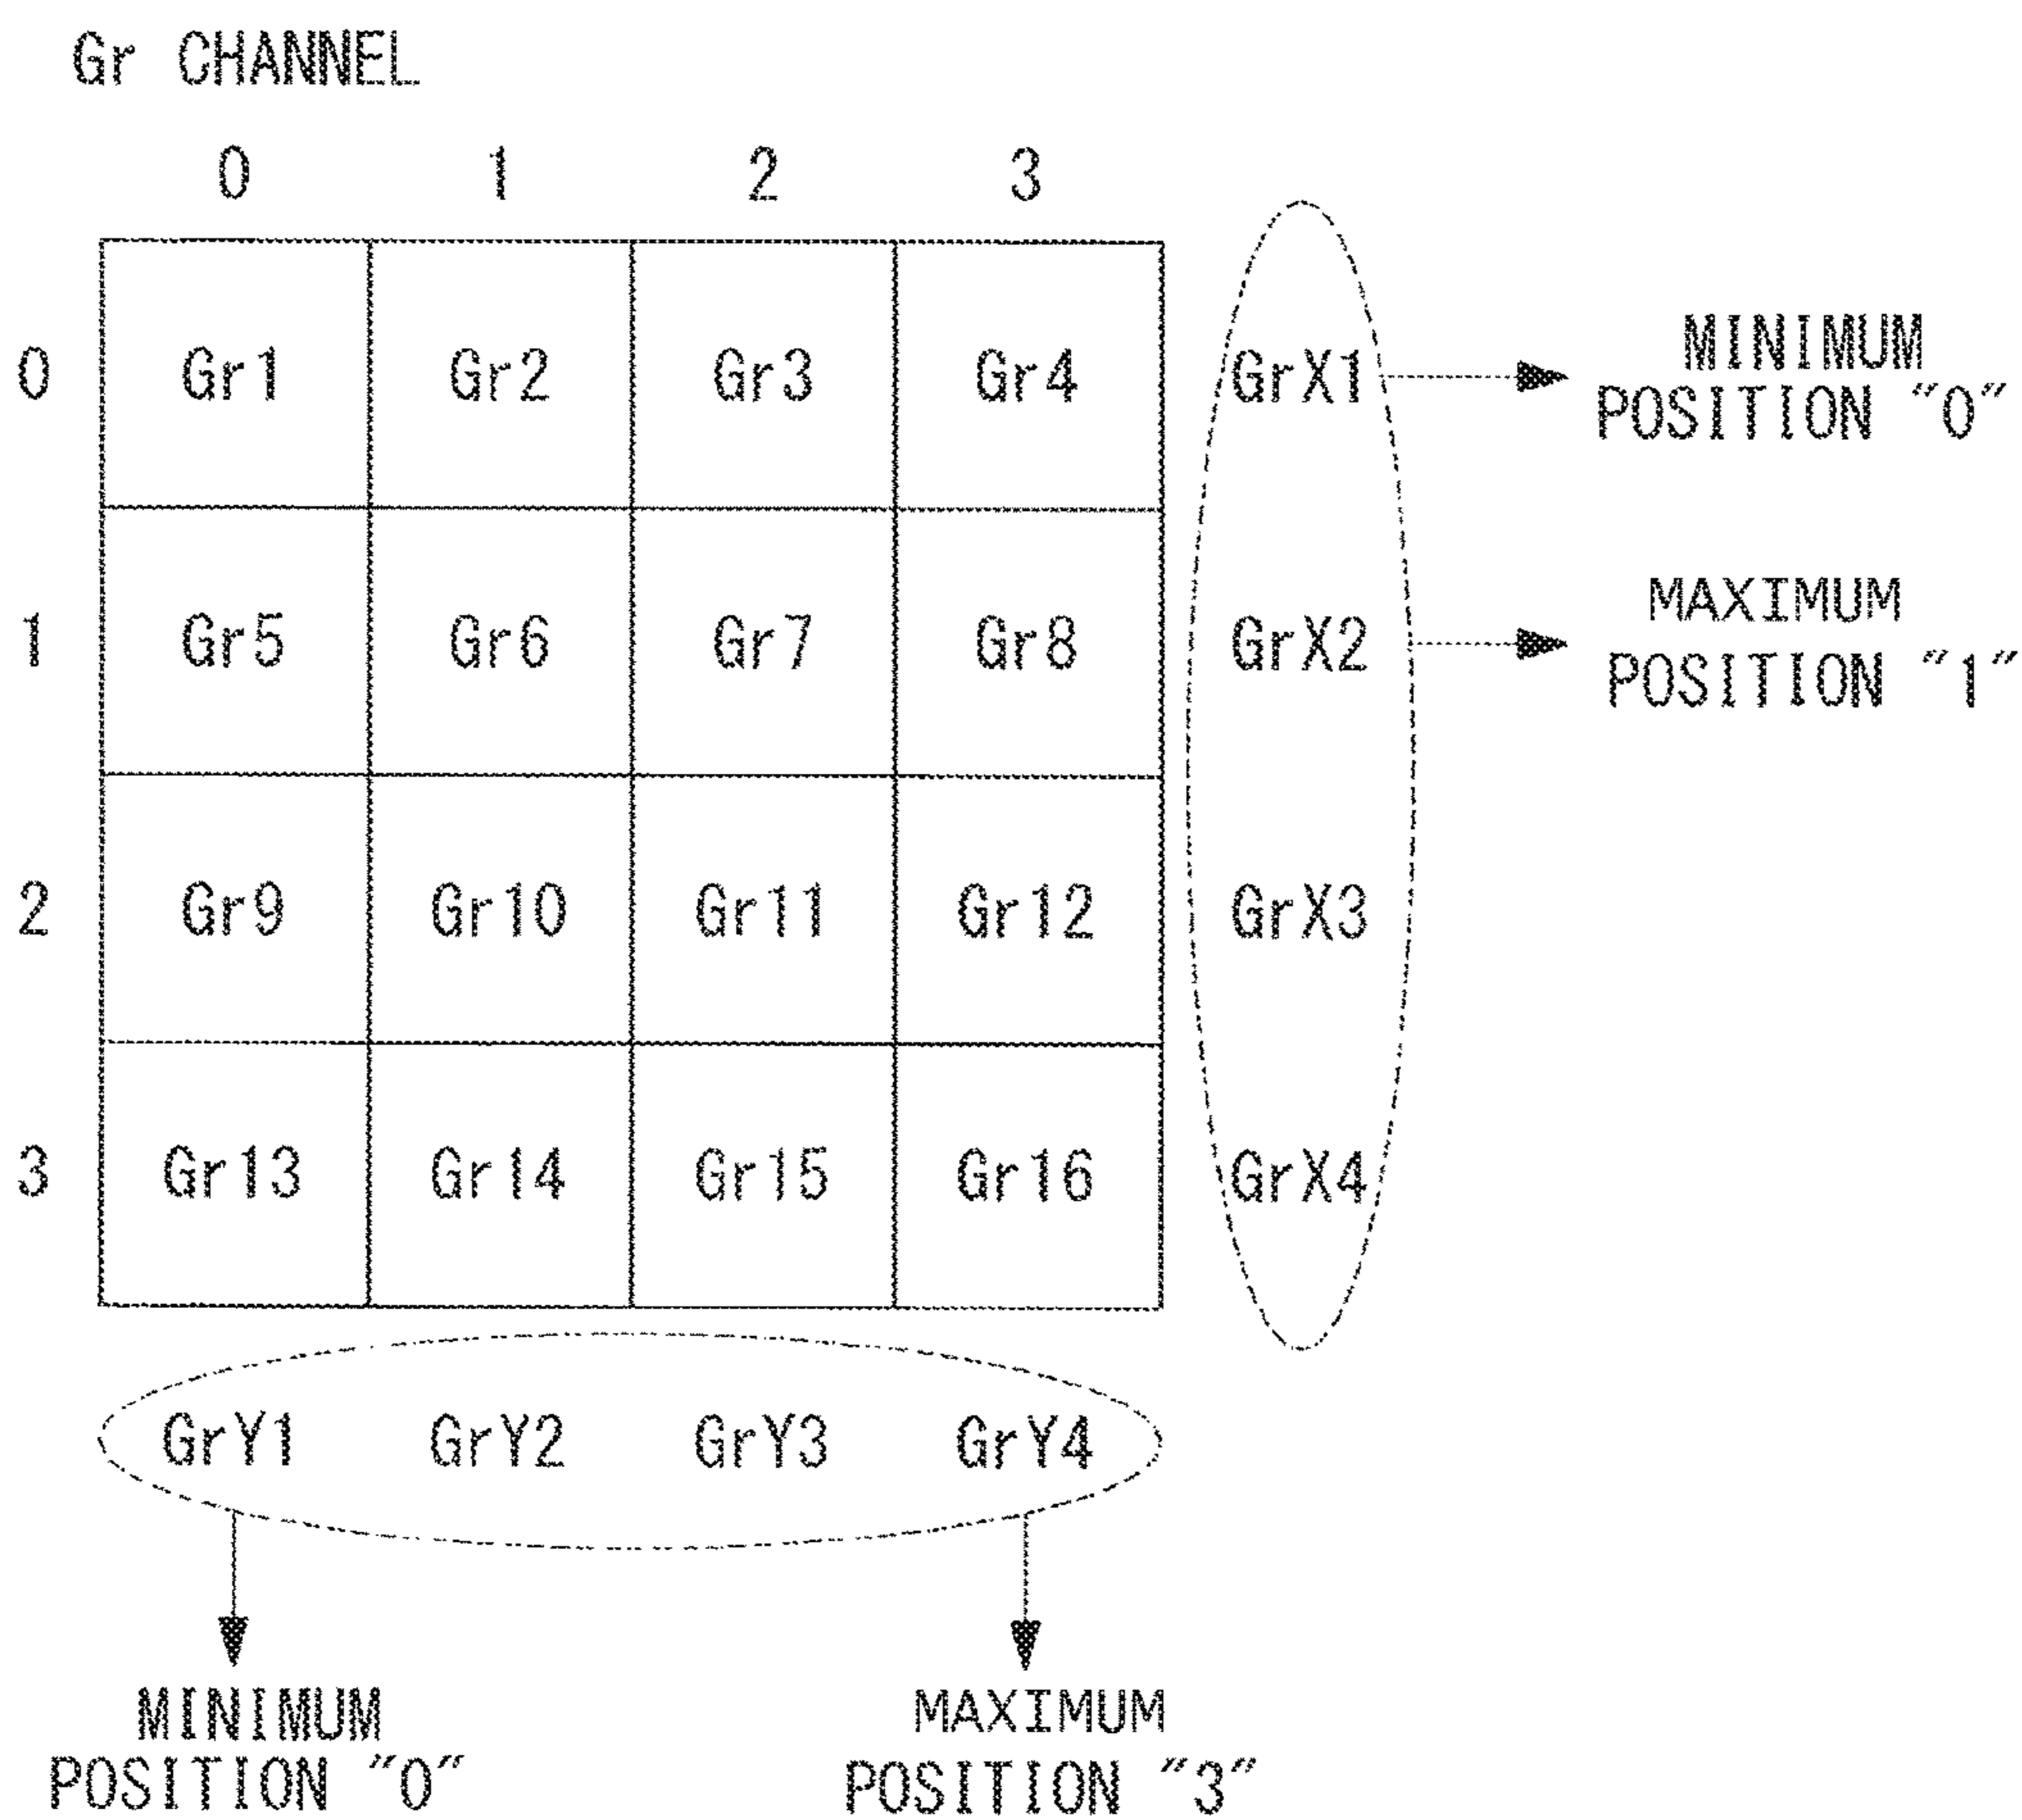 Gr CHANNEL
0 1 2 3
0 Gr1 Gr2 Gr3 Gr4 GrX1
MINIMUM
POSITION "0"
1 Gr5 Gr6 Gr7 Gr8 GrX2
MAXIMUM
POSITION "1"
2 Gr9 Gr10 Gr11 Gr12 GrX3
3 Gr13 Gr14 Gr15 Gr16 GrX4
GrY1 GrY2 GrY3 GrY4
MINIMUM
POSITION "0"
MAXIMUM
POSITION "3"